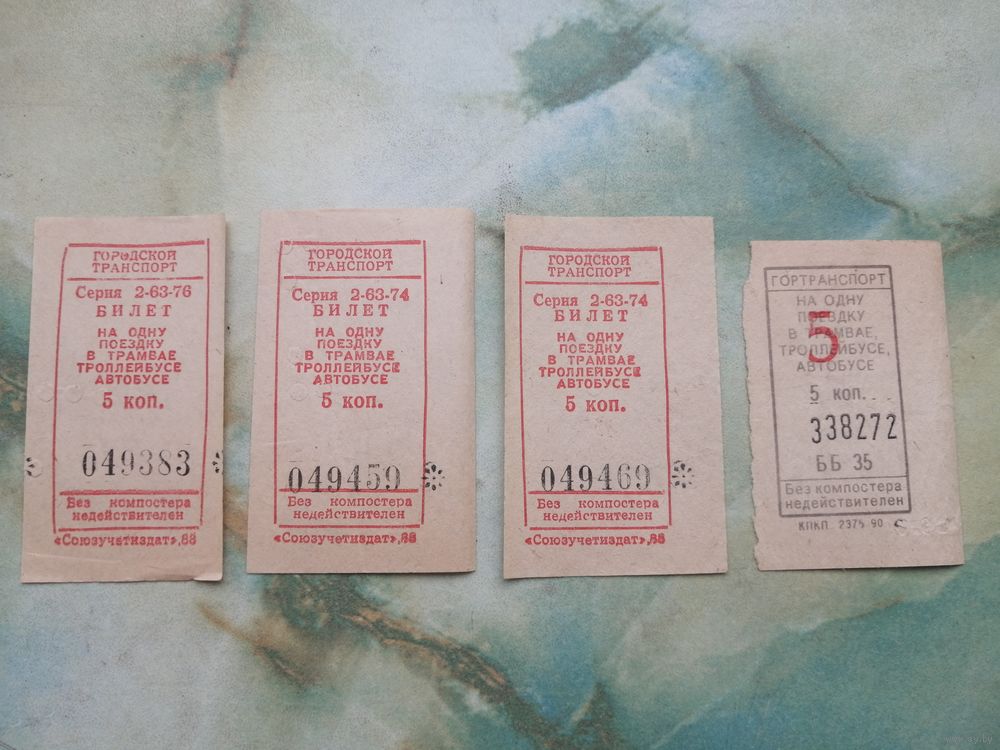 ГОРОДСКОЙ
ТРАНСПОРТ
Серия 2-63-76
БИЛЕТ
НА ОДНУ
ПОЕЗДКУ
В ТРАМВАЕ
ТРОЛЛЕЙБУСЕ
АВТОБУСЕ
5 коп.
049383
Без компостера
недействителен
«Союзучетиздат»,88
ГОРОДСКОЙ
ТРАНСПОРТ
Серия 2-63-74
БИЛЕТ
НА ОДНУ
ПОЕЗДКУ
В ТРАМВАЕ
ТРОЛЛЕЙБУСЕ
АВТОБУСЕ
5 коп.
049459
Без компостера
недействителен
«Союзучетиздат»,88
ГОРОДСКОЙ
ТРАНСПОРТ
Серия 2-63-74
БИЛЕТ
НА ОДНУ
ПОЕЗДКУ
В ТРАМВАЕ
ТРОЛЛЕЙБУСЕ
АВТОБУСЕ
5 коп.
049469
Без компостера
недействителен
«Союзучетиздат»,88
ГОРТРАНСПОРТ
НА ОДНУ
ПОЕЗДКУ
5
В ТРАМВАЕ,
ТРОЛЛЕЙБУСЕ,
АВТОБУСЕ
5 коп.
338272
ББ 35
Без компостера
недействителен
КПКП. 2375 90